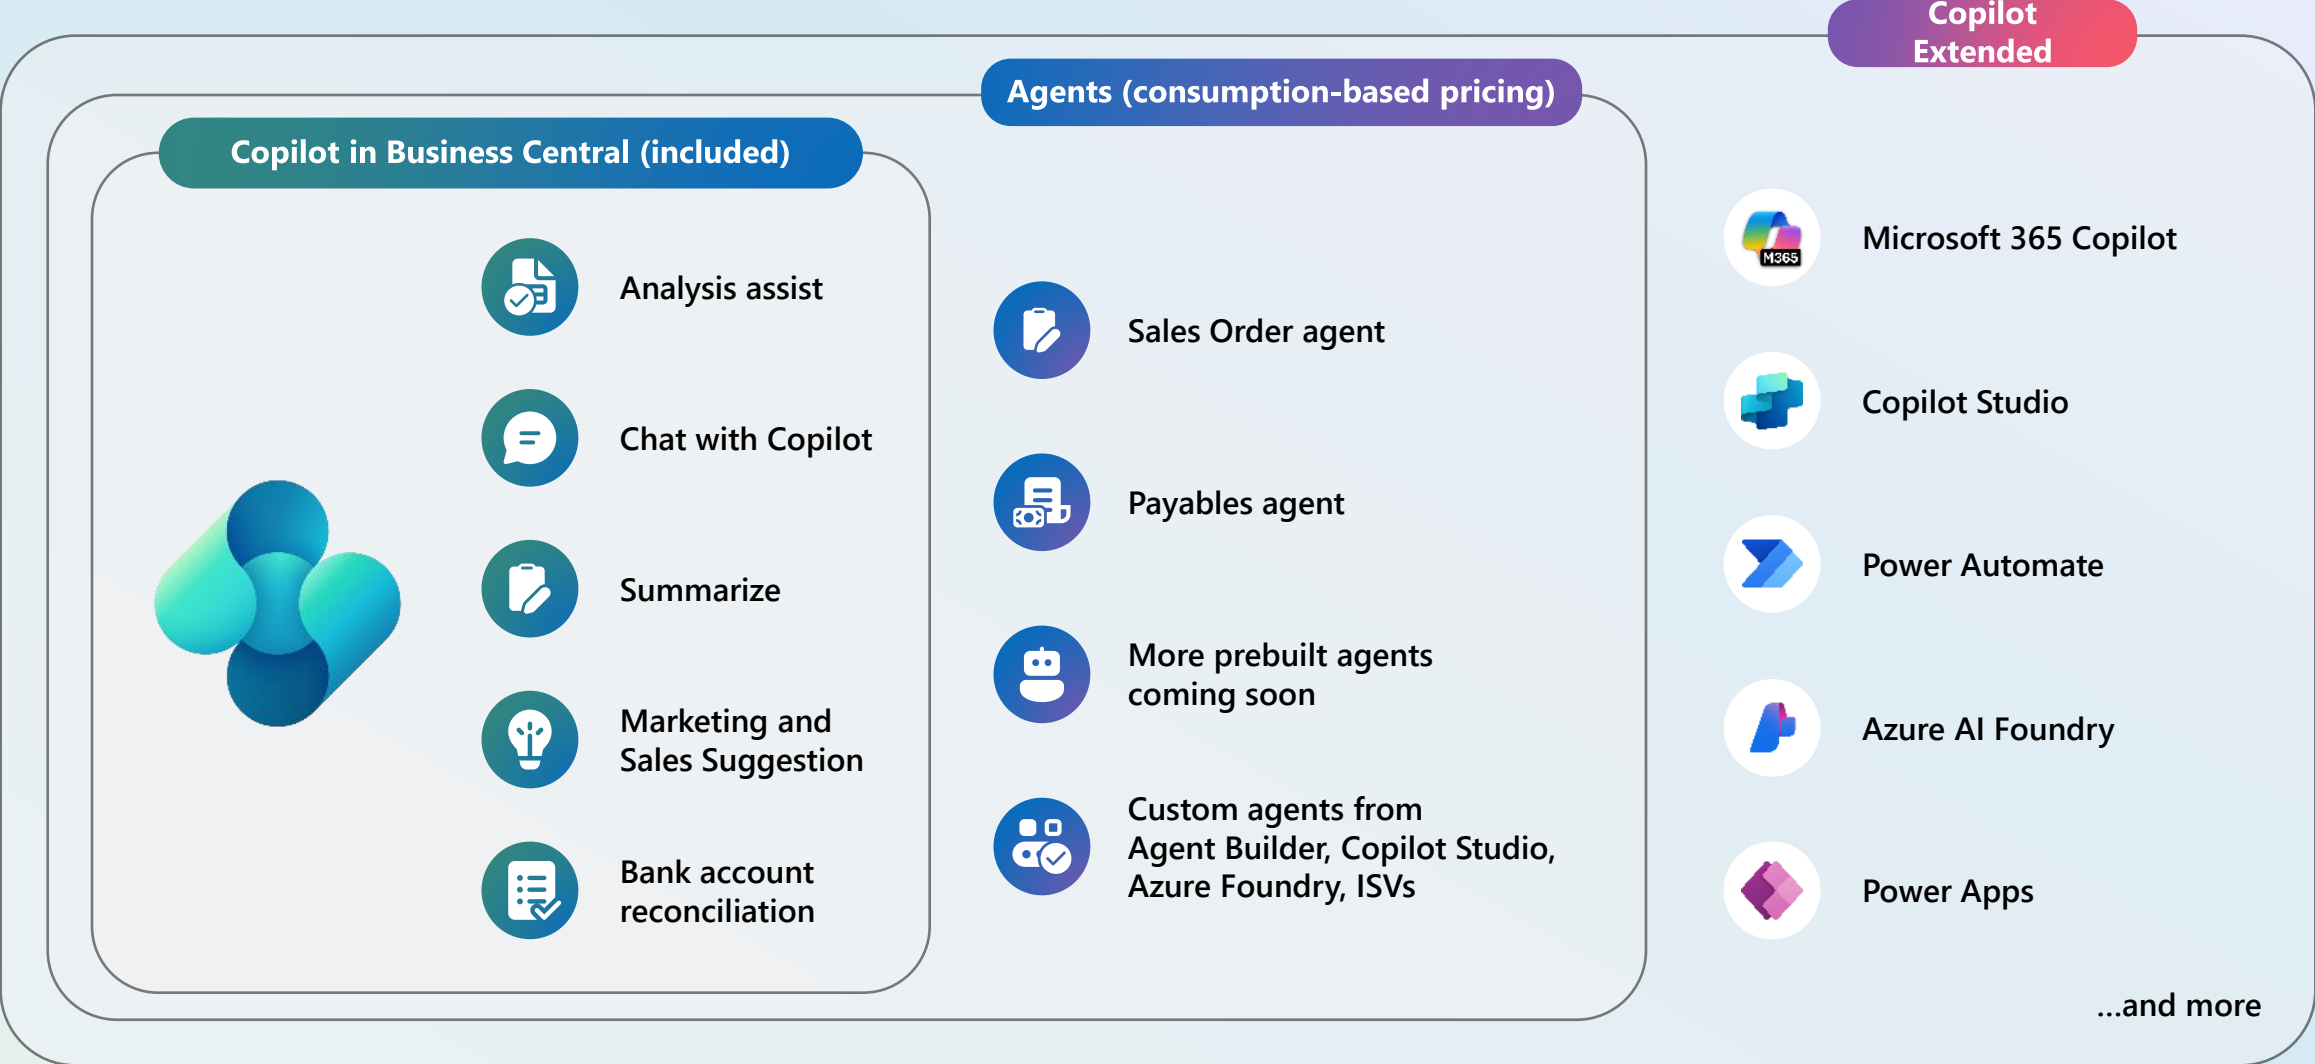 Copilot
Extended
Agents (consumption-based pricing)
Copilot in Business Central (included)
Analysis assist
Chat with Copilot
Summarize
Marketing and
Sales Suggestion
Bank account
reconciliation
Sales Order agent
Payables agent
More prebuilt agents
coming soon
Custom agents from
Agent Builder, Copilot Studio,
Azure Foundry, ISVs
M365
Microsoft 365 Copilot
Copilot Studio
Power Automate
Azure AI Foundry
Power Apps
...and more